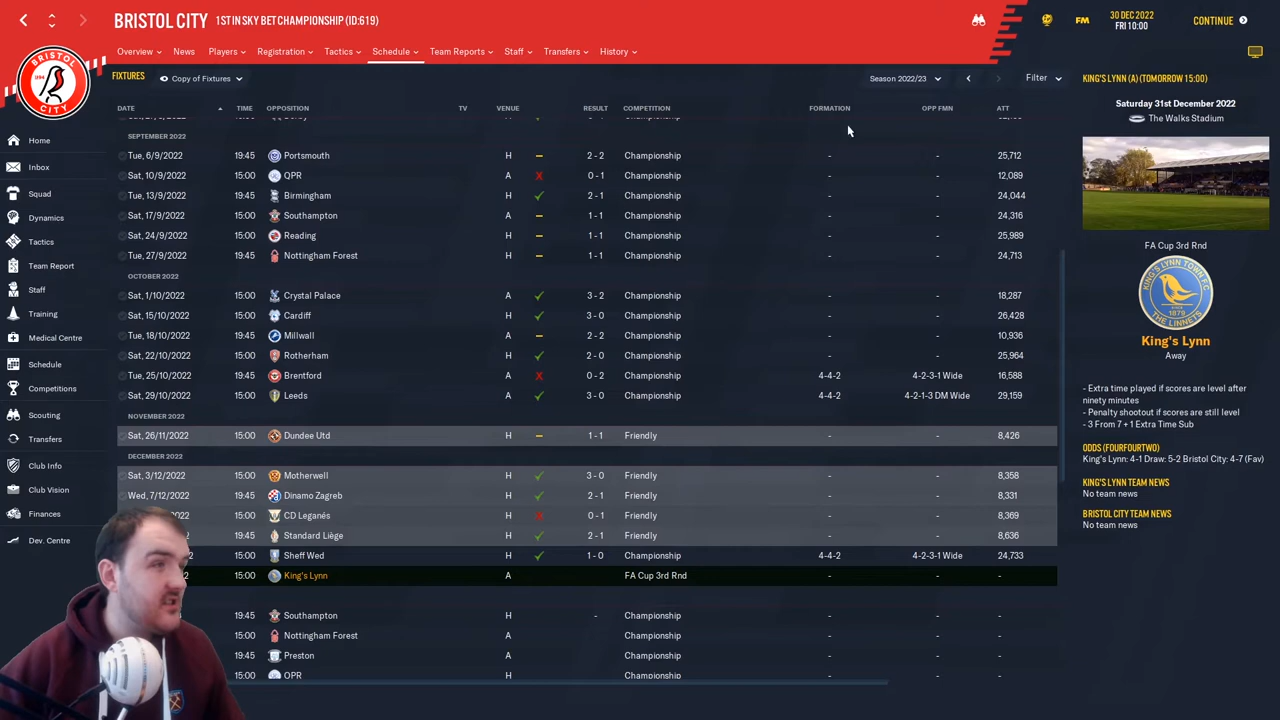 BRISTOL CITY 1ST IN SKY BET CHAMPIONSHIP (ID:619)
FM 30 DEC 2022 FRI 10:00 CONTINUE
Overview News Players Registration Tactics Schedule Team Reports Staff Transfers History
FIXTURES Copy of Fixtures Season 2022/23 Filter
DATE TIME OPPOSITION TV VENUE RESULT COMPETITION FORMATION OPP FMN ATT
SEPTEMBER 2022
Tue, 6/9/2022 19:45 Portsmouth H – 2 - 2 Championship - - 25,712
Sat, 10/9/2022 15:00 QPR A X 0 - 1 Championship - - 12,089
Tue, 13/9/2022 19:45 Birmingham H 2 - 1 Championship - - 24,044
Sat, 17/9/2022 15:00 Southampton A – 1 - 1 Championship - - 24,316
Sat, 24/9/2022 15:00 Reading H – 1 - 1 Championship - - 25,989
Tue, 27/9/2022 19:45 Nottingham Forest H – 1 - 1 Championship - - 24,713
OCTOBER 2022
Sat, 1/10/2022 15:00 Crystal Palace A 3 - 2 Championship - - 18,287
Sat, 15/10/2022 15:00 Cardiff H 3 - 0 Championship - - 26,428
Tue, 18/10/2022 19:45 Millwall A – 2 - 2 Championship - - 10,936
Sat, 22/10/2022 15:00 Rotherham H 2 - 0 Championship - - 25,964
Tue, 25/10/2022 19:45 Brentford A X 0 - 2 Championship 4-4-2 4-2-3-1 Wide 16,588
Sat, 29/10/2022 15:00 Leeds A 3 - 0 Championship 4-4-2 4-2-1-3 DM Wide 29,159
NOVEMBER 2022
Sat, 26/11/2022 15:00 Dundee Utd H – 1 - 1 Friendly - - 8,426
DECEMBER 2022
Sat, 3/12/2022 15:00 Motherwell H 3 - 0 Friendly - - 8,358
Wed, 7/12/2022 19:45 Dinamo Zagreb H 2 - 1 Friendly - - 8,331
15:00 CD Leganés H X 0 - 1 Friendly - - 8,369
19:45 Standard Liège H 2 - 1 Friendly - - 8,636
15:00 Sheff Wed H 1 - 0 Championship 4-4-2 4-2-3-1 Wide 24,733
15:00 King's Lynn A FA Cup 3rd Rnd - - -
19:45 Southampton H - Championship - - -
15:00 Nottingham Forest A Championship - - -
19:45 Preston A Championship - - -
15:00 QPR H Championship - - -
BRISTOL CITY
Home
Inbox
Squad
Dynamics
Tactics
Team Report
Staff
Training
Medical Centre
Schedule
Competitions
Scouting
Transfers
Club Info
Club Vision
Finances
Dev. Centre
KING'S LYNN (A) (TOMORROW 15:00)
Saturday 31st December 2022
The Walks Stadium
FA Cup 3rd Rnd
KING'S LYNN TOWN F.C.
SINCE 1879
THE LINNETS
King's Lynn
Away
- Extra time played if scores are level after
ninety minutes
- Penalty shootout if scores are still level
- 3 From 7 + 1 Extra Time Sub
ODDS (FOURFOURTWO)
King's Lynn: 4-1 Draw: 5-2 Bristol City: 4-7 (Fav)
KING'S LYNN TEAM NEWS
No team news
BRISTOL CITY TEAM NEWS
No team news